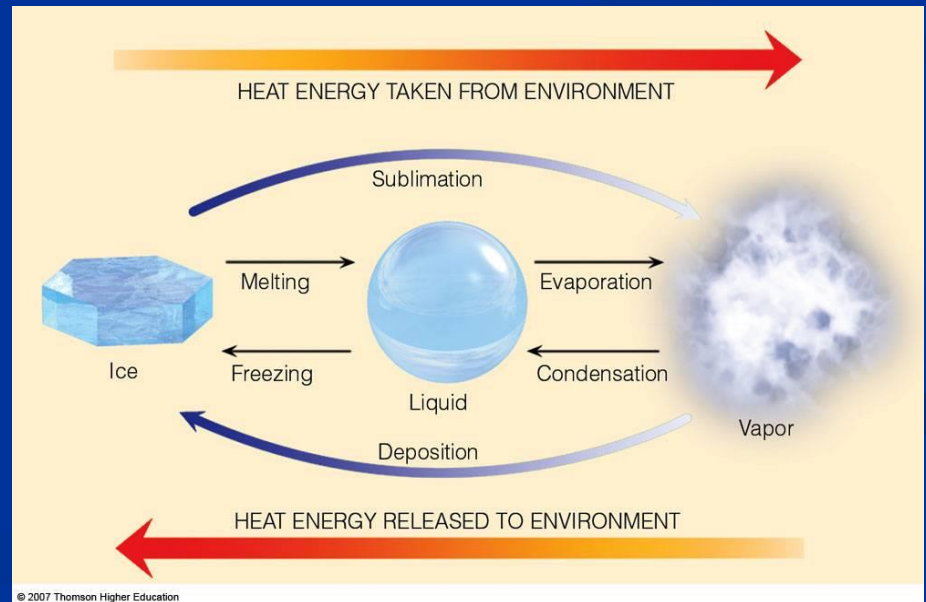 HEAT ENERGY TAKEN FROM ENVIRONMENT
Sublimation
Melting
Evaporation
Ice
Freezing
Condensation
Liquid
Vapor
Deposition
HEAT ENERGY RELEASED TO ENVIRONMENT
© 2007 Thomson Higher Education